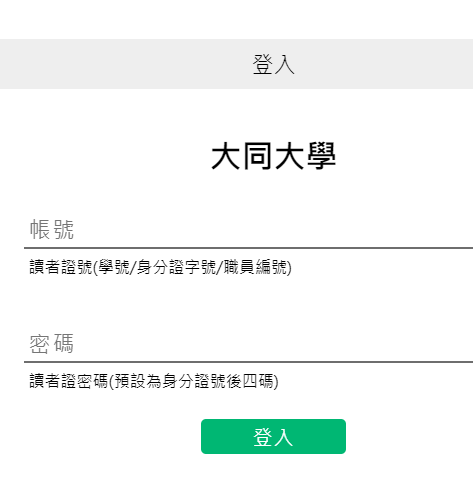 登入
大同大學
帳號
讀者證號(學號/身分證字號/職員編號)
密碼
讀者證密碼(預設為身分證號後四碼)
登入